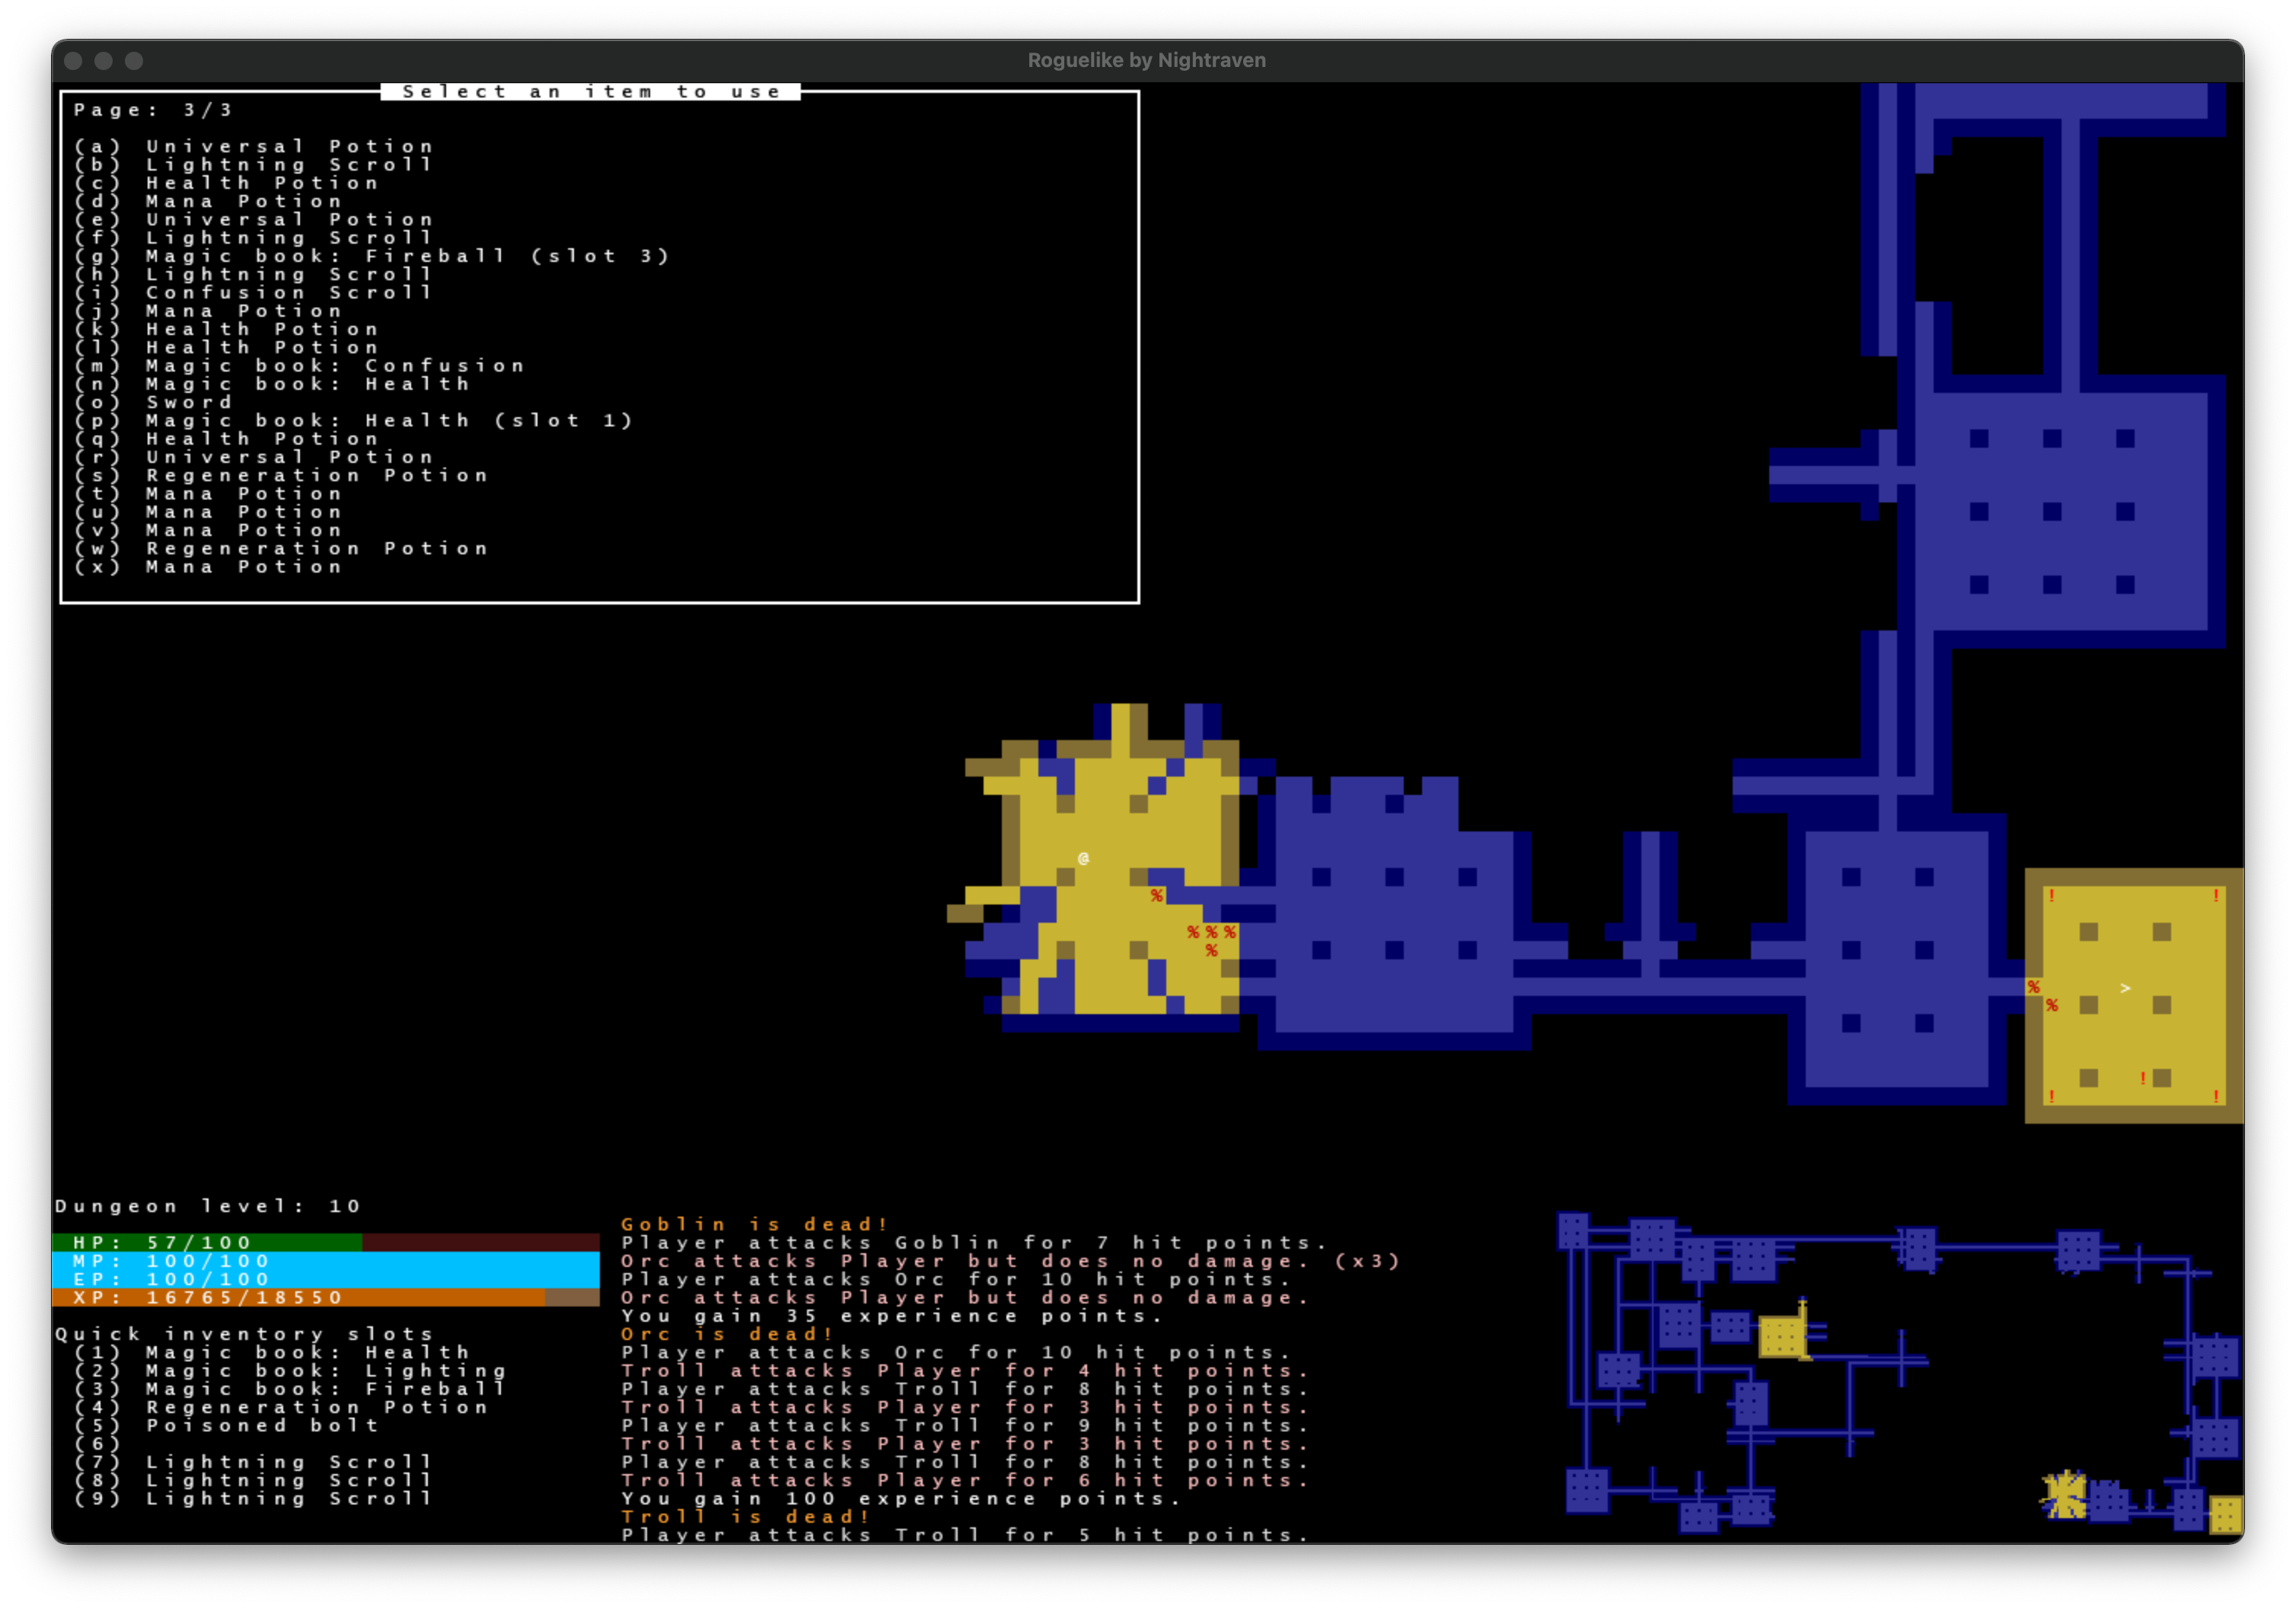 Roguelike by Nightraven
Select an item to use
Page: 3/3
(a) Universal Potion
(b) Lightning Scroll
(c) Health Potion
(d) Mana Potion
(e) Universal Potion
(f) Lightning Scroll
(g) Magic book: Fireball (slot 3)
(h) Lightning Scroll
(i) Confusion Scroll
(j) Mana Potion
(k) Health Potion
(l) Health Potion
(m) Magic book: Confusion
(n) Magic book: Health
(o) Sword
(p) Magic book: Health (slot 1)
(q) Health Potion
(r) Universal Potion
(s) Regeneration Potion
(t) Mana Potion
(u) Mana Potion
(v) Mana Potion
(w) Regeneration Potion
(x) Mana Potion
@
%
! !
% % %
%
%
>
%
!
! !
Dungeon level: 10
HP: 57/100
MP: 100/100
EP: 100/100
XP: 16765/18550
Quick inventory slots
(1) Magic book: Health
(2) Magic book: Lighting
(3) Magic book: Fireball
(4) Regeneration Potion
(5) Poisoned bolt
(6)
(7) Lightning Scroll
(8) Lightning Scroll
(9) Lightning Scroll
Goblin is dead!
Player attacks Goblin for 7 hit points.
Orc attacks Player but does no damage. (x3)
Player attacks Orc for 10 hit points.
Orc attacks Player but does no damage.
You gain 35 experience points.
Orc is dead!
Player attacks Orc for 10 hit points.
Troll attacks Player for 4 hit points.
Player attacks Troll for 8 hit points.
Troll attacks Player for 3 hit points.
Player attacks Troll for 9 hit points.
Troll attacks Player for 3 hit points.
Player attacks Troll for 8 hit points.
Troll attacks Player for 6 hit points.
You gain 100 experience points.
Troll is dead!
Player attacks Troll for 5 hit points.